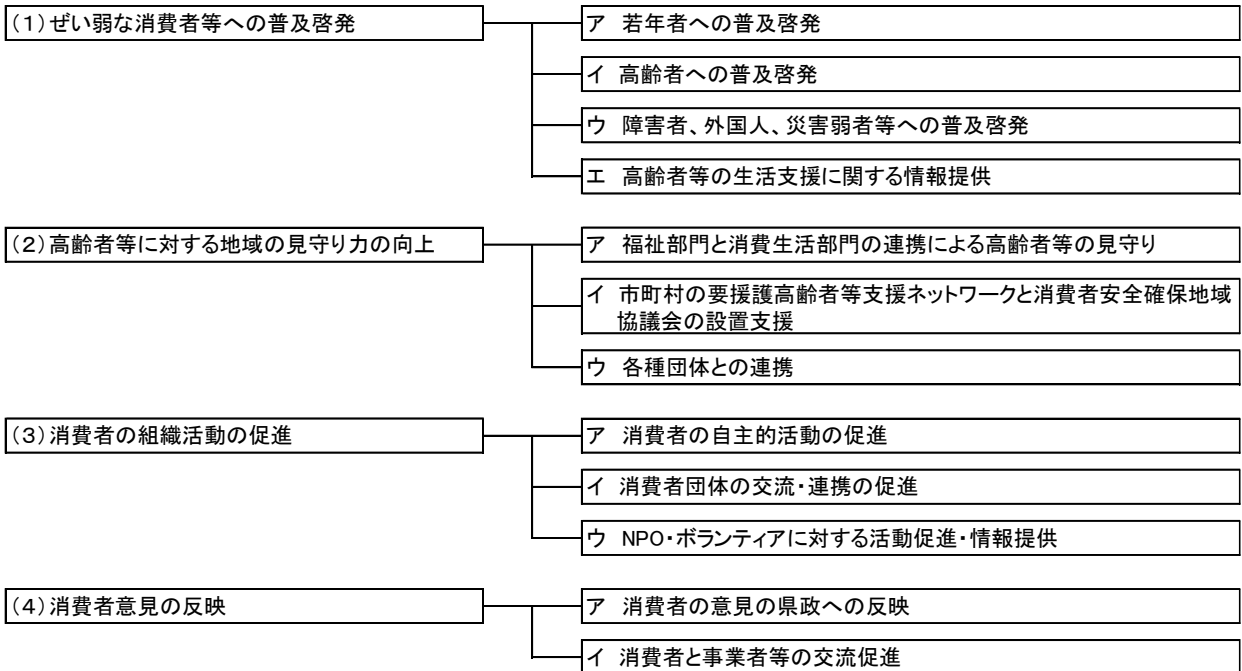 (1)ぜい弱な消費者等への普及啓発
ア 若年者への普及啓発
イ 高齢者への普及啓発
ウ 障害者、外国人、災害弱者等への普及啓発
エ 高齢者等の生活支援に関する情報提供
(2)高齢者等に対する地域の見守り力の向上
ア 福祉部門と消費生活部門の連携による高齢者等の見守り
イ 市町村の要援護高齢者等支援ネットワークと消費者安全確保地域
協議会の設置支援
ウ 各種団体との連携
(3)消費者の組織活動の促進
ア 消費者の自主的活動の促進
イ 消費者団体の交流・連携の促進
ウ NPO・ボランティアに対する活動促進・情報提供
(4)消費者意見の反映
ア 消費者の意見の県政への反映
イ 消費者と事業者等の交流促進